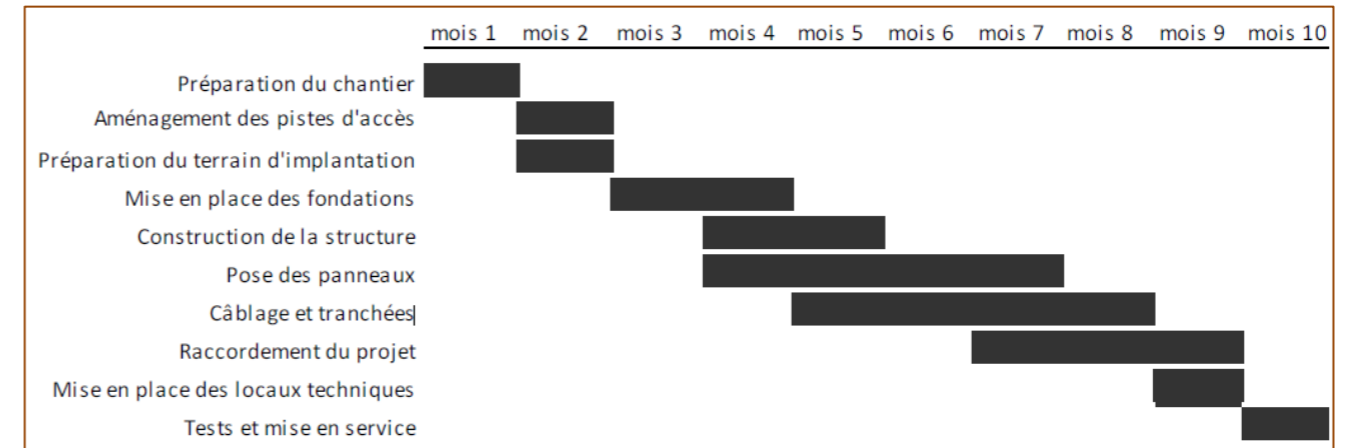 mois 1 mois 2 mois 3 mois 4 mois 5 mois 6 mois 7 mois 8 mois 9 mois 10
Préparation du chantier
Aménagement des pistes d'accès
Préparation du terrain d'implantation
Mise en place des fondations
Construction de la structure
Pose des panneaux
Câblage et tranchées
Raccordement du projet
Mise en place des locaux techniques
Tests et mise en service